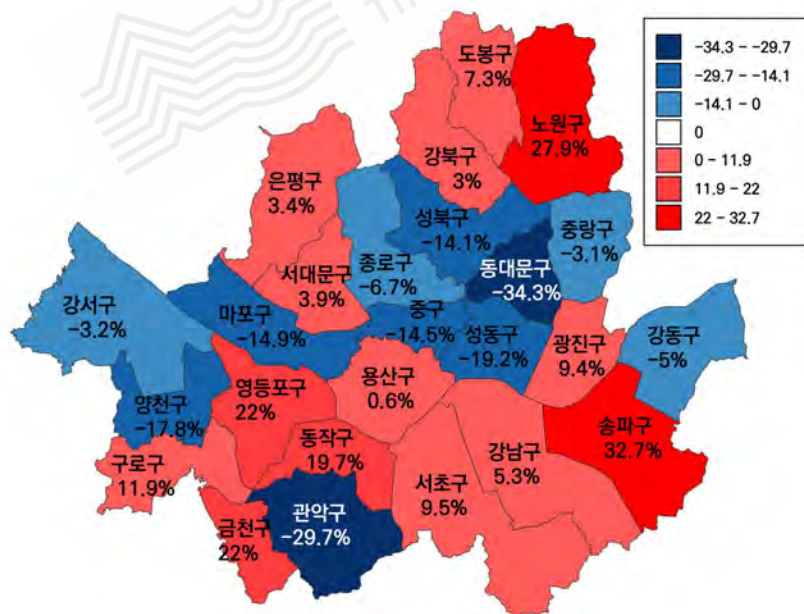 도봉구
7.3%
노원구
27.9%
강북구
3%
은평구
3.4%
성북구
-14.1%
중랑구
-3.1%
종로구
-6.7%
동대문구
-34.3%
서대문구
3.9%
강서구
-3.2%
마포구
-14.9%
중구
-14.5%
성동구
-19.2%
광진구
9.4%
강동구
-5%
양천구
-17.8%
영등포구
22%
용산구
0.6%
송파구
32.7%
구로구
11.9%
동작구
19.7%
강남구
5.3%
서초구
9.5%
관악구
-29.7%
금천구
22%
-34.3 - -29.7
-29.7 - -14.1
-14.1 - 0
0
0 - 11.9
11.9 - 22
22 - 32.7